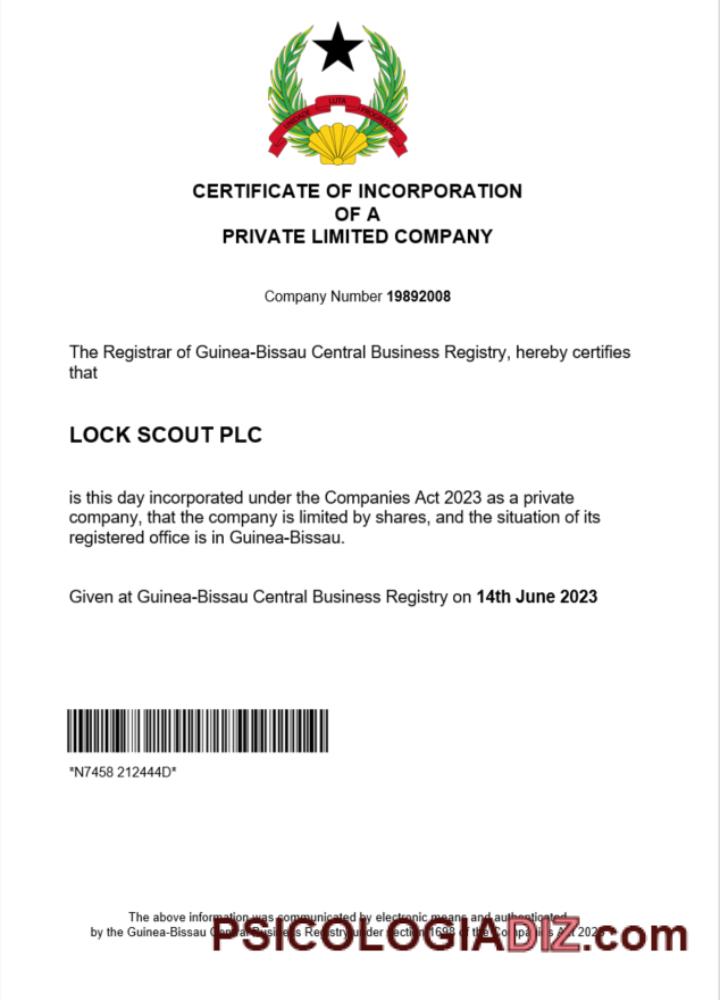 UNIDADE LUTA PROGRESSO
CERTIFICATE OF INCORPORATION
OF A
PRIVATE LIMITED COMPANY
Company Number 19892008
The Registrar of Guinea-Bissau Central Business Registry, hereby certifies
that
LOCK SCOUT PLC
is this day incorporated under the Companies Act 2023 as a private
company, that the company is limited by shares, and the situation of its
registered office is in Guinea-Bissau.
Given at Guinea-Bissau Central Business Registry on 14th June 2023
*N7458 212444D*
The above information was communicated by electronic means and authenticated
by the Guinea-Bissau Central Business Registry under section 1698 of the Companies Act
PSICOLOGIADIZ.com